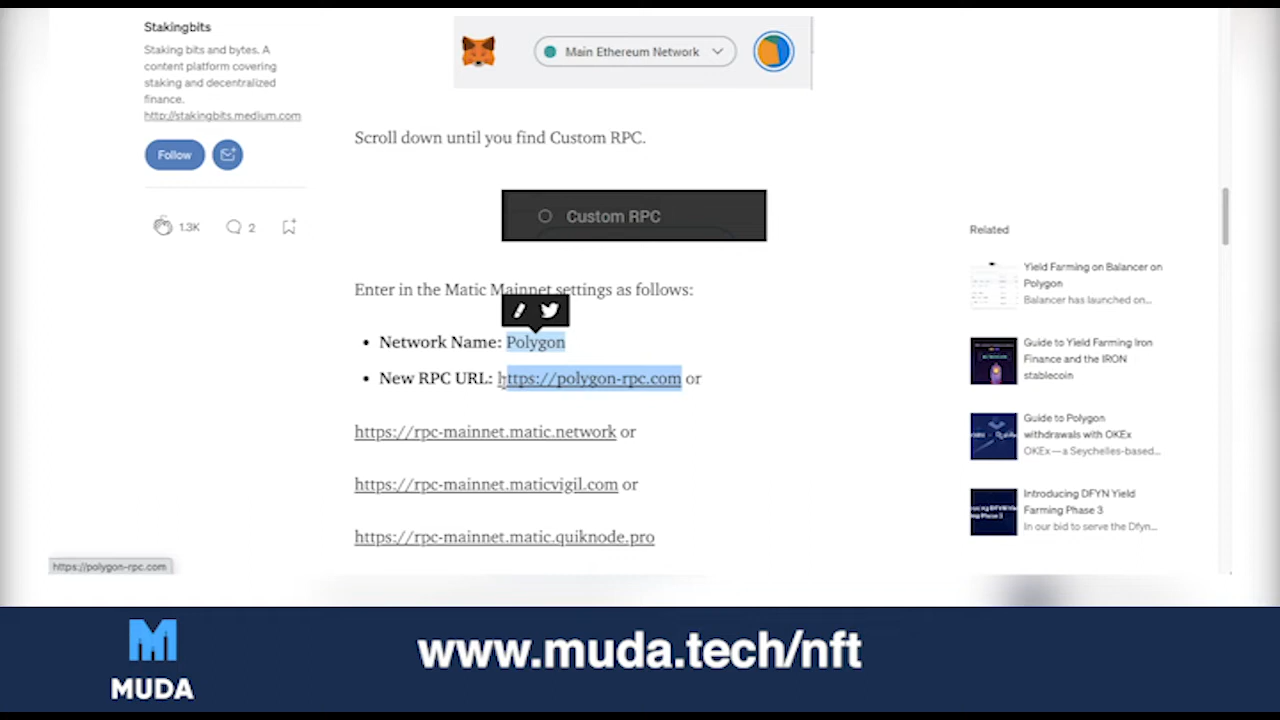 Stakingbits
Staking bits and bytes. A
content platform covering
staking and decentralized
finance.
http://stakingbits.medium.com
Follow
1.3K
2
Main Ethereum Network
Scroll down until you find Custom RPC.
Custom RPC
Enter in the Matic Mainnet settings as follows:
• Network Name: Polygon
• New RPC URL: https://polygon-rpc.com or
https://rpc-mainnet.matic.network or
https://rpc-mainnet.maticvigil.com or
https://rpc-mainnet.matic.quiknode.pro
Related
Yield Farming on Balancer on
Polygon
Balancer has launched on...
Guide to Yield Farming Iron
Finance and the IRON
stablecoin
Guide to Polygon
withdrawals with OKEx
OKEx — a Seychelles-based...
Introducing DFYN Yield
Farming Phase 3
In our bid to serve the Dfyn...
https://polygon-rpc.com
MUDA
www.muda.tech/nft